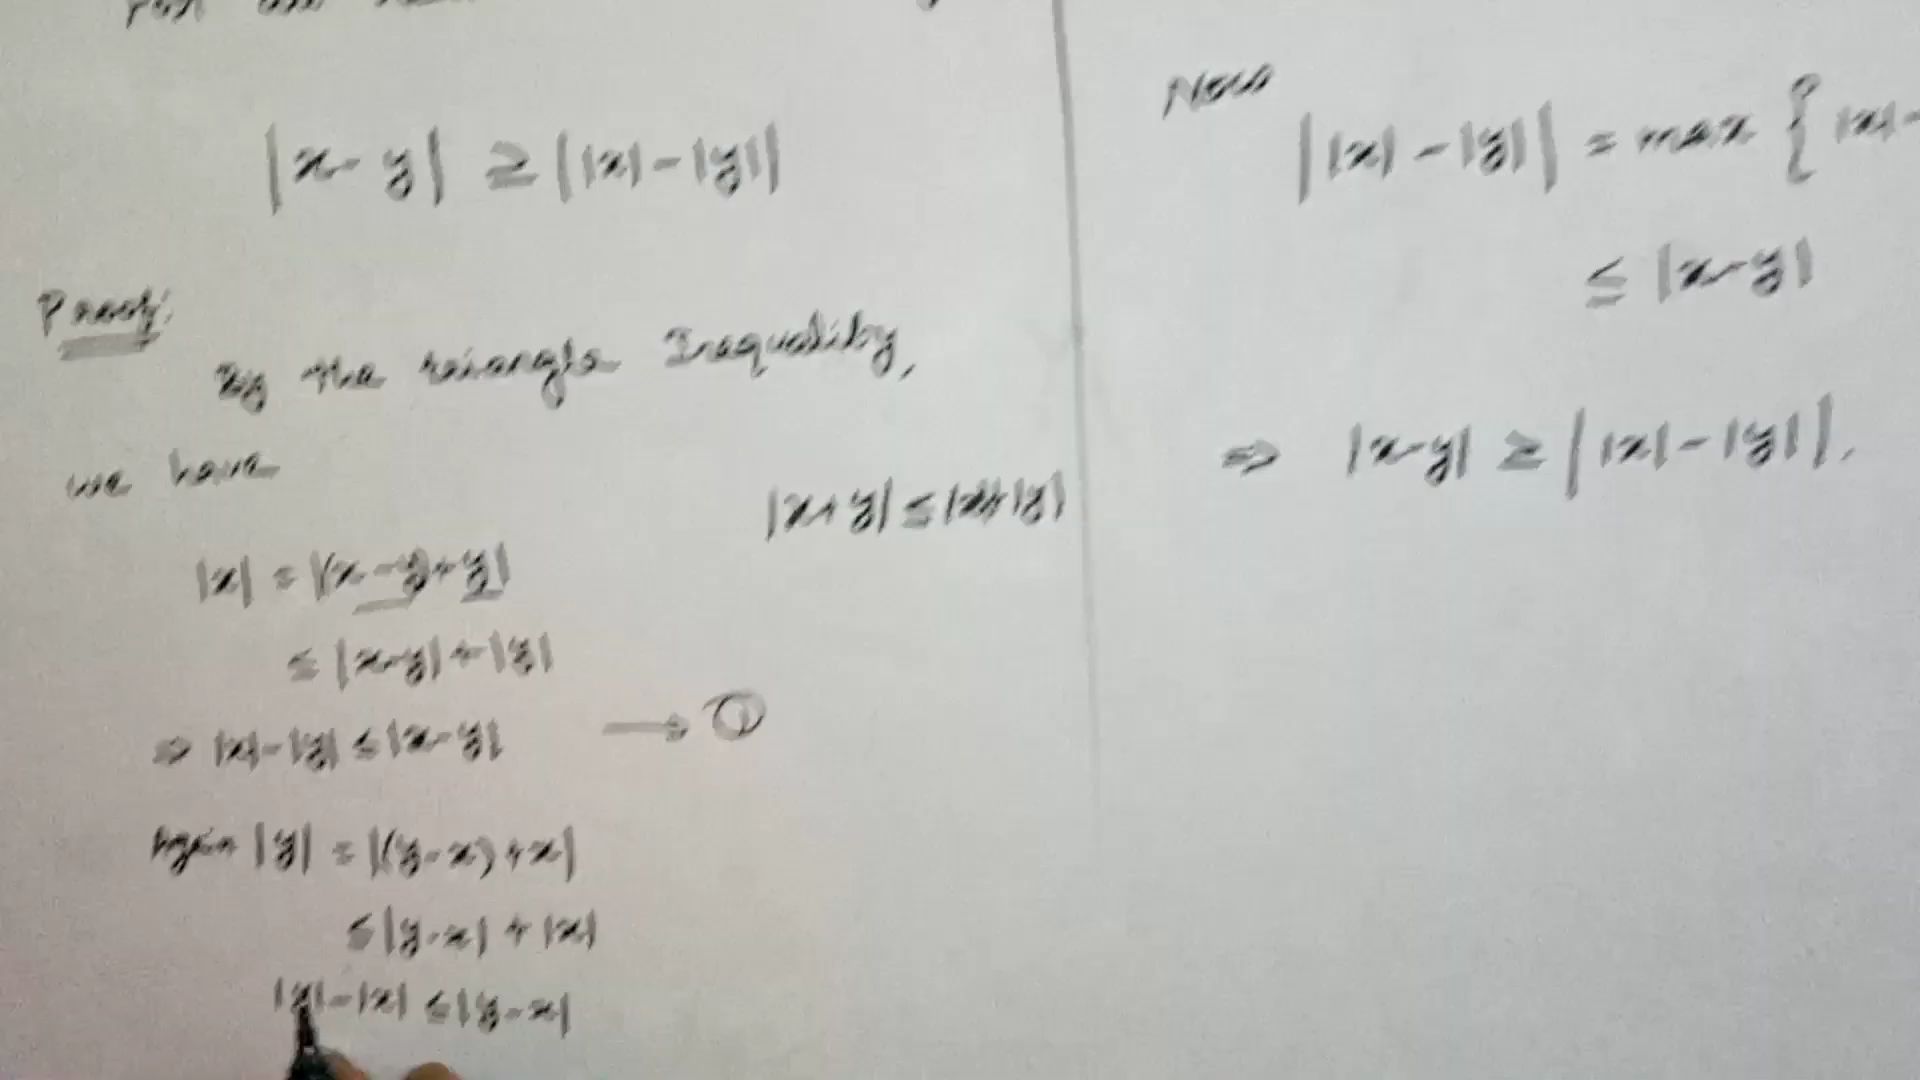 |x-y| ≥ ||x|-|y||
Proof:
By the triangle Inequality,
we have
|x+y| ≤ |x|+|y|
|x| = |(x-y)+y|
≤ |x-y|+|y|
⇒ |x|-|y| ≤ |x-y| → ①
Again |y| = |(y-x)+x|
≤ |y-x| + |x|
|y|-|x| ≤ |y-x|
Now
||x|-|y|| = max { |x|-
≤ |x-y|
⇒ |x-y| ≥ ||x|-|y||.